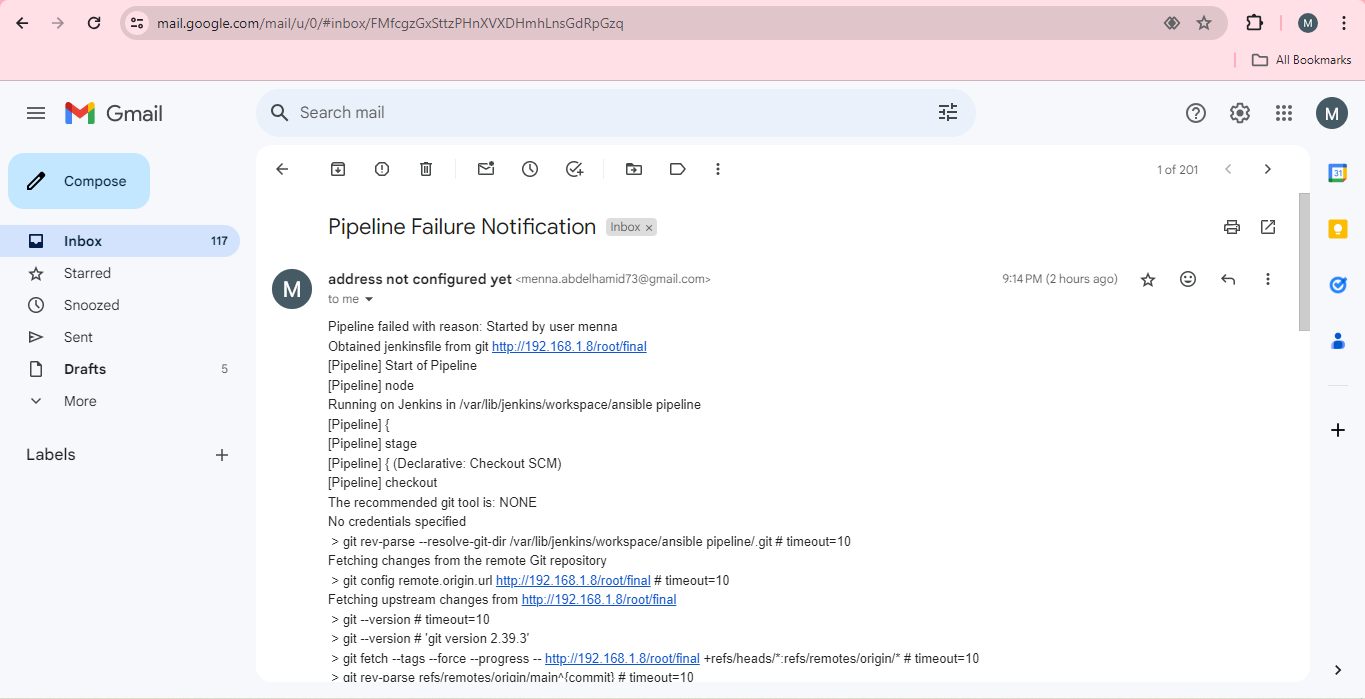 mail.google.com/mail/u/0/#inbox/FMfcgzGxSttzPHnXVXDHmhLnsGdRpGzq
M
All Bookmarks
Gmail
Search mail
M
Compose
1 of 201
31
Pipeline Failure Notification
Inbox ×
Inbox 117
Starred
Snoozed
Sent
Drafts 5
More
Labels
M
address not configured yet <menna.abdelhamid73@gmail.com>
9:14 PM (2 hours ago)
to me
Pipeline failed with reason: Started by user menna
Obtained jenkinsfile from git http://192.168.1.8/root/final
[Pipeline] Start of Pipeline
[Pipeline] node
Running on Jenkins in /var/lib/jenkins/workspace/ansible pipeline
[Pipeline] {
[Pipeline] stage
[Pipeline] { (Declarative: Checkout SCM)
[Pipeline] checkout
The recommended git tool is: NONE
No credentials specified
> git rev-parse --resolve-git-dir /var/lib/jenkins/workspace/ansible pipeline/.git # timeout=10
Fetching changes from the remote Git repository
> git config remote.origin.url http://192.168.1.8/root/final # timeout=10
Fetching upstream changes from http://192.168.1.8/root/final
> git --version # timeout=10
> git --version # 'git version 2.39.3'
> git fetch --tags --force --progress -- http://192.168.1.8/root/final +refs/heads/*:refs/remotes/origin/* # timeout=10
> git rev-parse refs/remotes/origin/main^{commit} # timeout=10